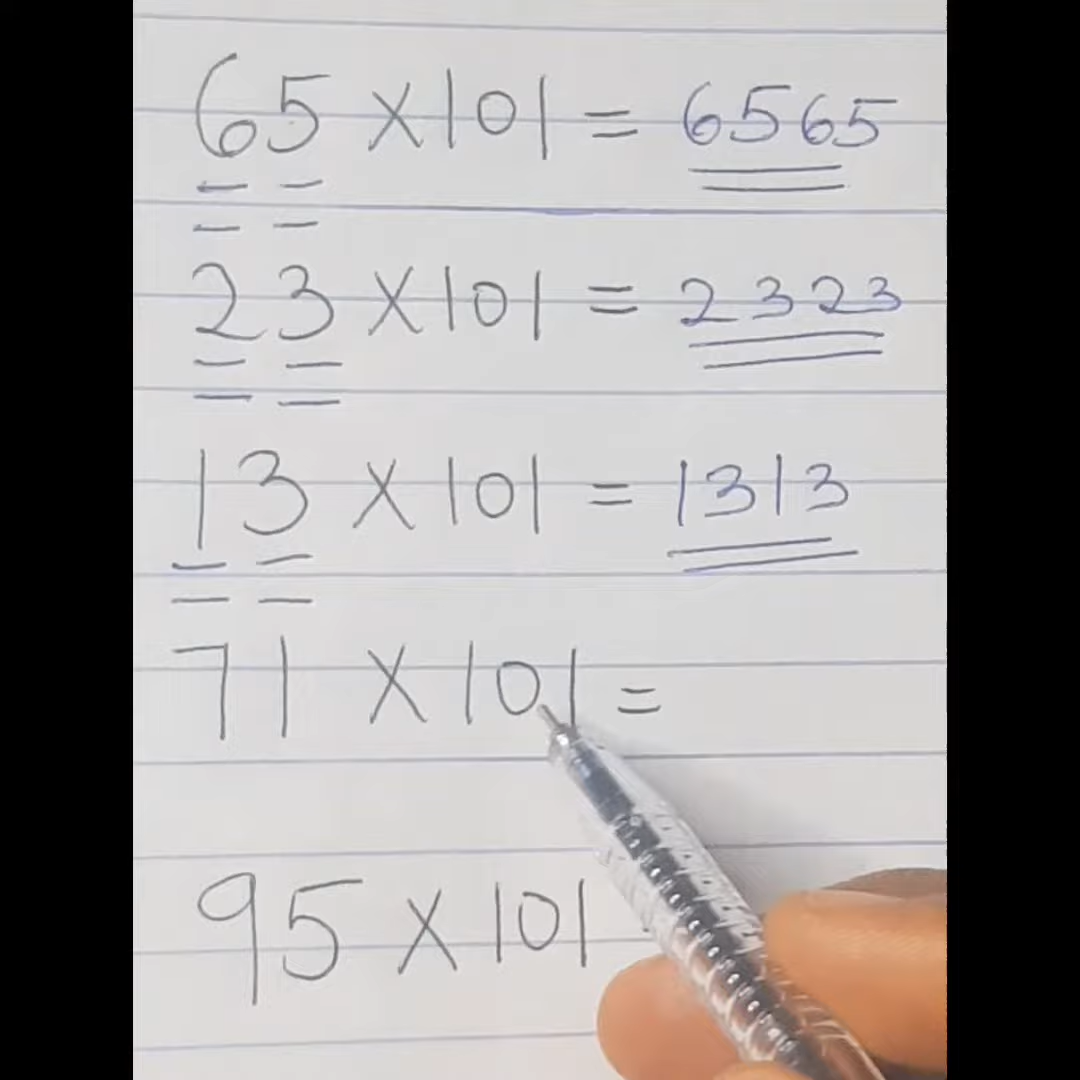 65 X 101 = 6565
23 X 101 = 2323
13 X 101 = 1313
71 X 101 =
95 X 101